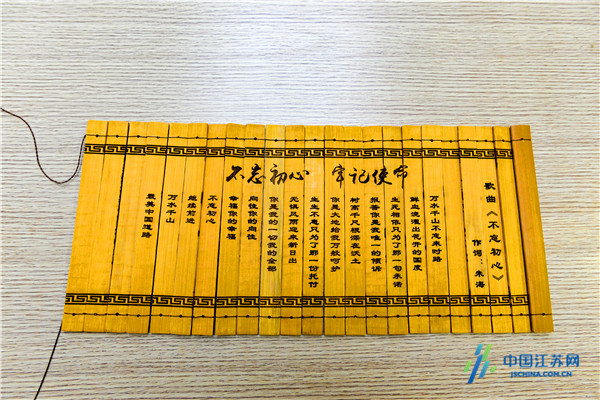 不忘初心 牢记使命
歌曲《不忘初心》
作词：朱海
万水千山不忘来时路
鲜血浇灌出花开的国度
生死相依只为了那一句承诺
报答你是我唯一的倾诉
树高千尺根深在沃土
你是大地给我万般呵护
生生不息只为了那一份托付
无惧风雨迎来新日出
你是我的一切我的全部
向往你的向往
幸福你的幸福
不忘初心
继续前进
万水千山
最美中国道路
中国江苏网
JSCHINA.COM.CN